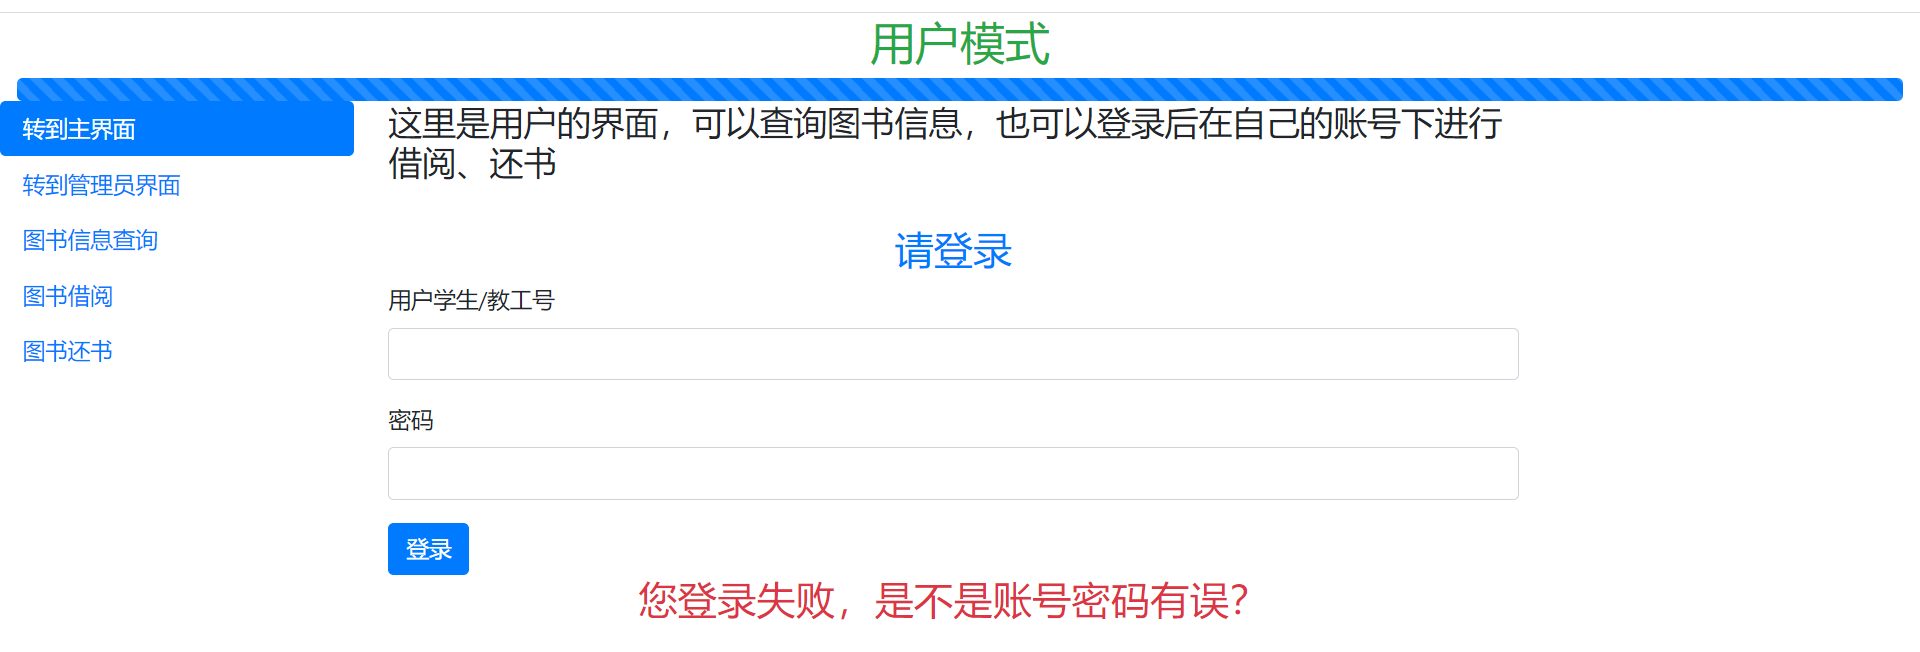 用户模式
转到主界面
转到管理员界面
图书信息查询
图书借阅
图书还书
这里是用户的界面，可以查询图书信息，也可以登录后在自己的账号下进行
借阅、还书
请登录
用户学生/教工号
密码
登录
您登录失败，是不是账号密码有误？